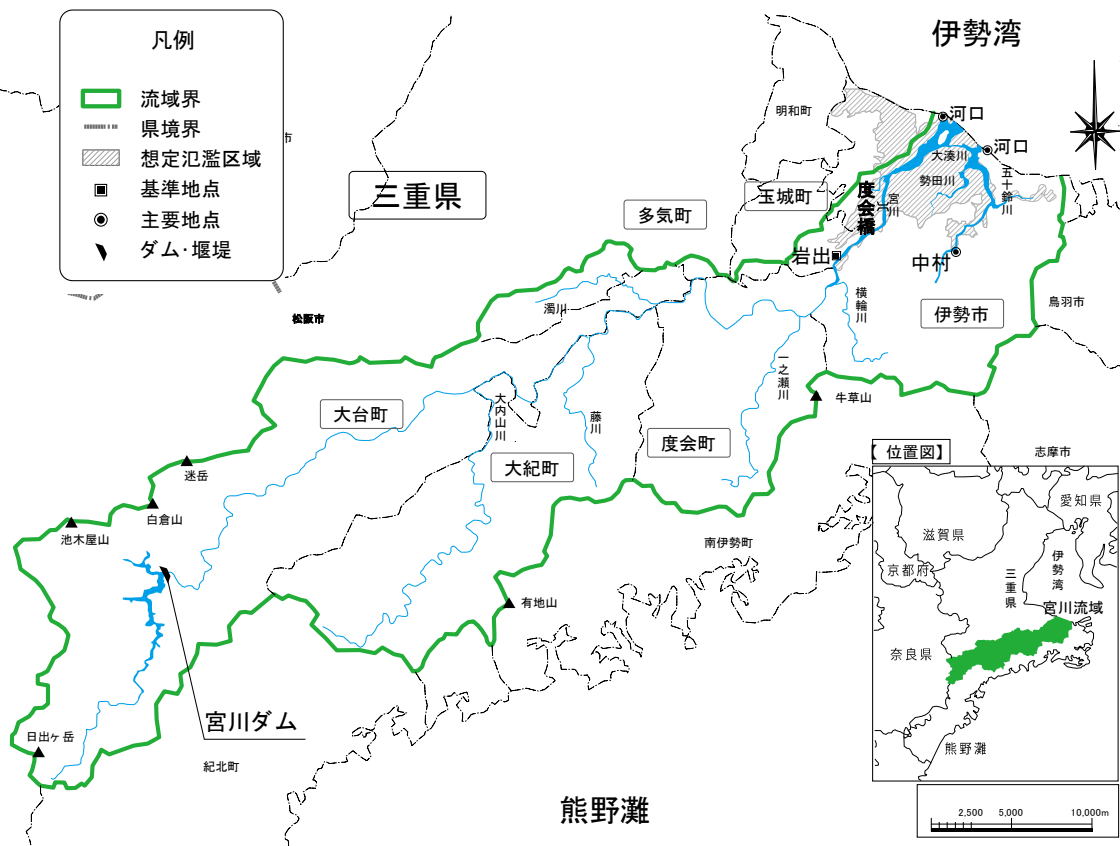 凡例
流域界
県境界
想定氾濫区域
基準地点
主要地点
ダム・堰堤
市
伊勢湾
明和町
河口
河口
大湊川
勢田川
五十鈴川
宮川
度会橋
玉城町
三重県
多気町
岩出
中村
伊勢市
鳥羽市
横輪川
松阪市
濁川
一之瀬川
牛草山
大台町
大内山川
藤川
度会町
大紀町
志摩市
迷岳
白倉山
池木屋山
南伊勢町
有地山
宮川ダム
日出ヶ岳
紀北町
熊野灘
【 位置図】
愛知県
滋賀県
伊勢湾
京都府
三重県
宮川流域
奈良県
熊野灘
2,500 5,000 10,000m